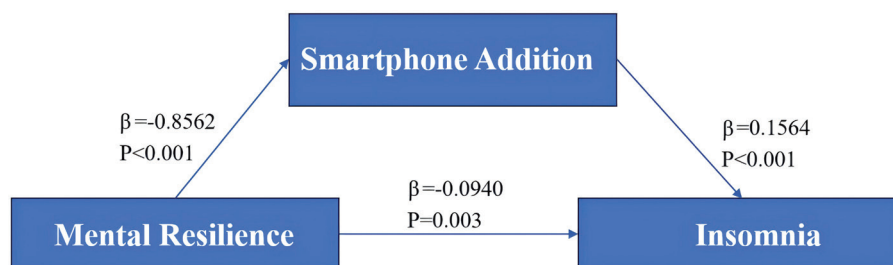 Smartphone Addition
β=-0.8562
P<0.001
β=0.1564
P<0.001
β=-0.0940
P=0.003
Mental Resilience
Insomnia